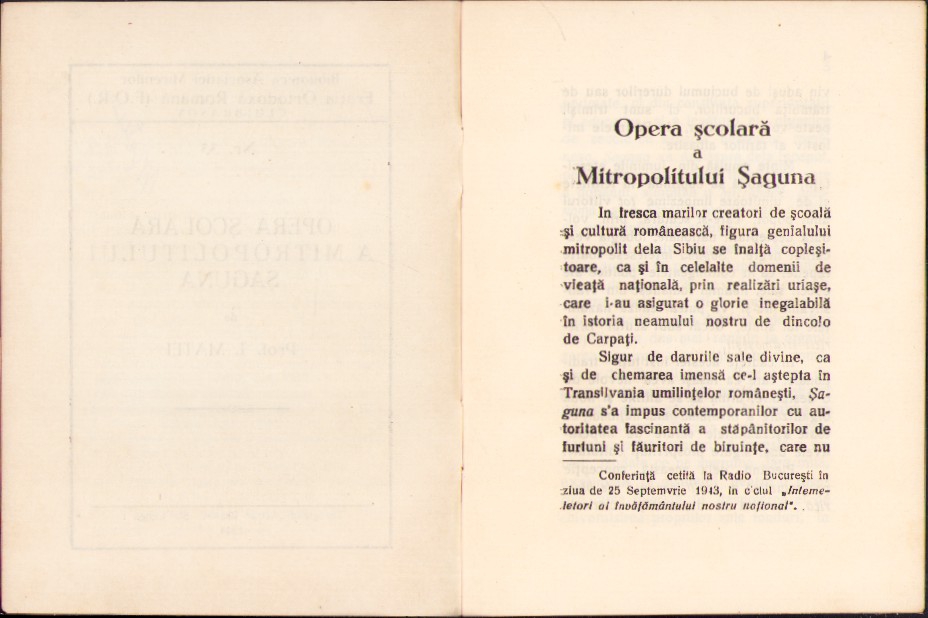 Opera şcolară
a
Mitropolitului Şaguna
In fresca marilor creatori de şcoală
şi cultură românească, figura genialului
mitropolit dela Sibiu se înalţă copleşi-
toare, ca şi în celelalte domenii de
vieaţă naţională, prin realizări uriaşe,
care i-au asigurat o glorie inegalabilă
în istoria neamului nostru de dincolo
de Carpaţi.
Sigur de darurile sale divine, ca
şi de chemarea imensă ce-l aştepta în
Transilvania umilinţelor româneşti, Şa-
guna s'a impus contemporanilor cu au-
toritatea fascinantă a stăpânitorilor de
furtuni şi făuritori de biruinţe, care nu
Conferinţă cetită la Radio Bucureşti în
ziua de 25 Septemvrie 1943, în ciclul „Interne-
ietori ai învăţământului nostru naţional".